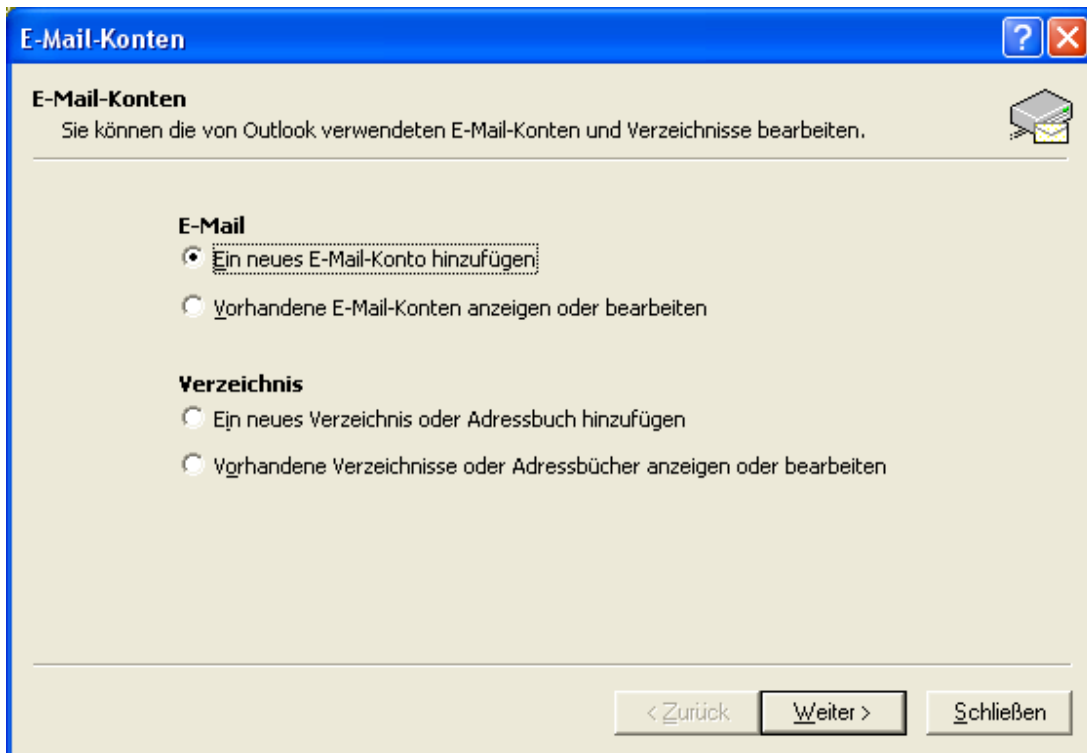 E-Mail-Konten
E-Mail-Konten
Sie können die von Outlook verwendeten E-Mail-Konten und Verzeichnisse bearbeiten.
E-Mail
Ein neues E-Mail-Konto hinzufügen
Vorhandene E-Mail-Konten anzeigen oder bearbeiten
Verzeichnis
Ein neues Verzeichnis oder Adressbuch hinzufügen
Vorhandene Verzeichnisse oder Adressbücher anzeigen oder bearbeiten
< Zurück Weiter > Schließen